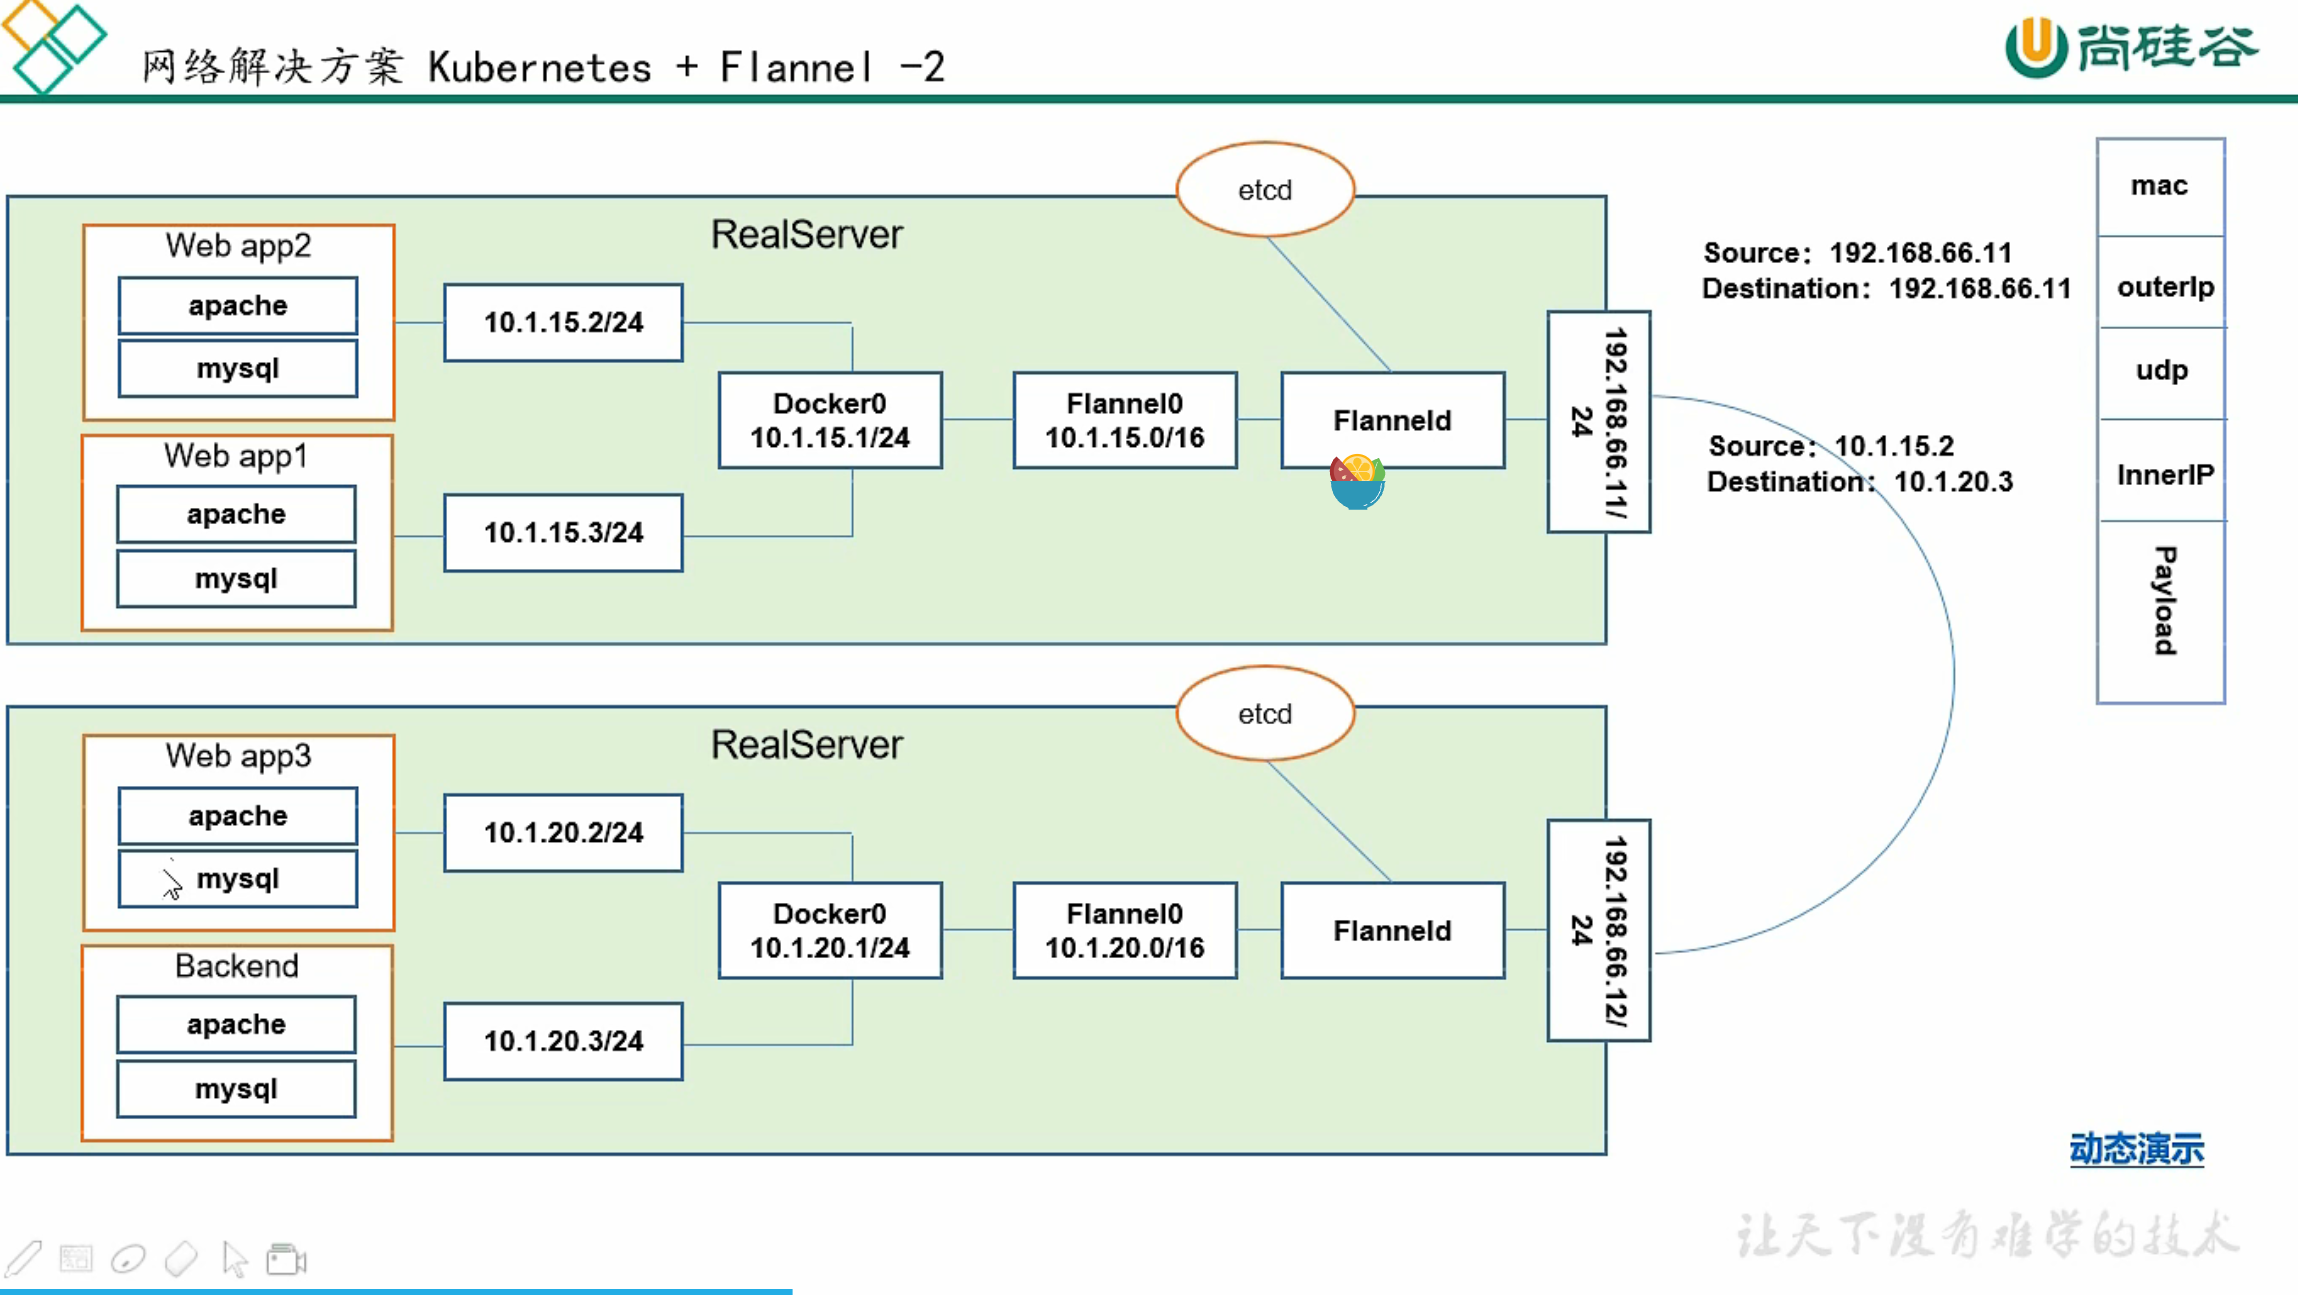 网络解决方案 Kubernetes + Flannel -2
尚硅谷
etcd
RealServer
Web app2
apache
mysql
10.1.15.2/24
Web app1
apache
mysql
10.1.15.3/24
Docker0
10.1.15.1/24
Flannel0
10.1.15.0/16
Flanneld
192.168.66.11/
24
Source：192.168.66.11
Destination：192.168.66.11
Source：10.1.15.2
Destination：10.1.20.3
mac
outerIp
udp
InnerIP
Payload
etcd
RealServer
Web app3
apache
mysql
10.1.20.2/24
Backend
apache
mysql
10.1.20.3/24
Docker0
10.1.20.1/24
Flannel0
10.1.20.0/16
Flanneld
192.168.66.12/
24
动态演示
让天下没有难学的技术